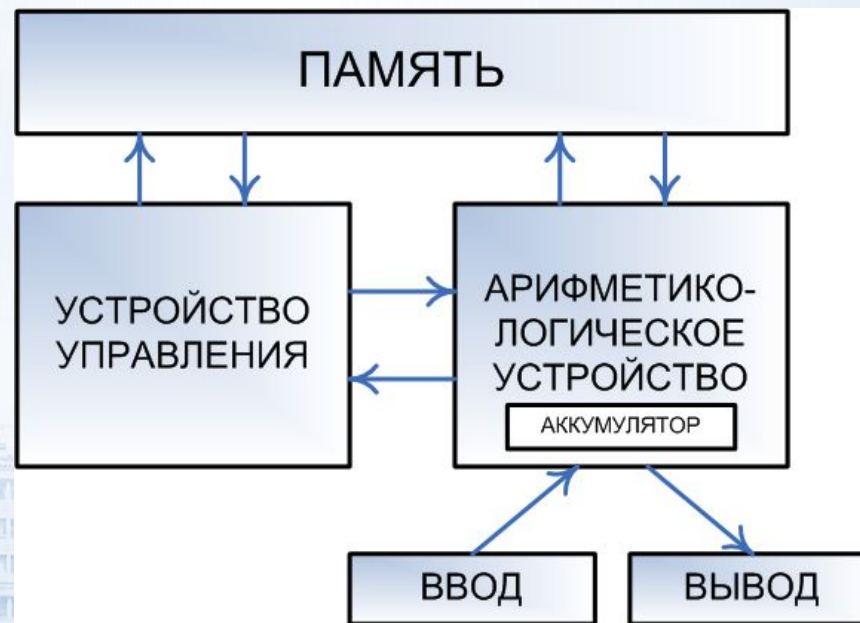 ПАМЯТЬ
УСТРОЙСТВО
УПРАВЛЕНИЯ
АРИФМЕТИКО-
ЛОГИЧЕСКОЕ
УСТРОЙСТВО
АККУМУЛЯТОР
ВВОД
ВЫВОД